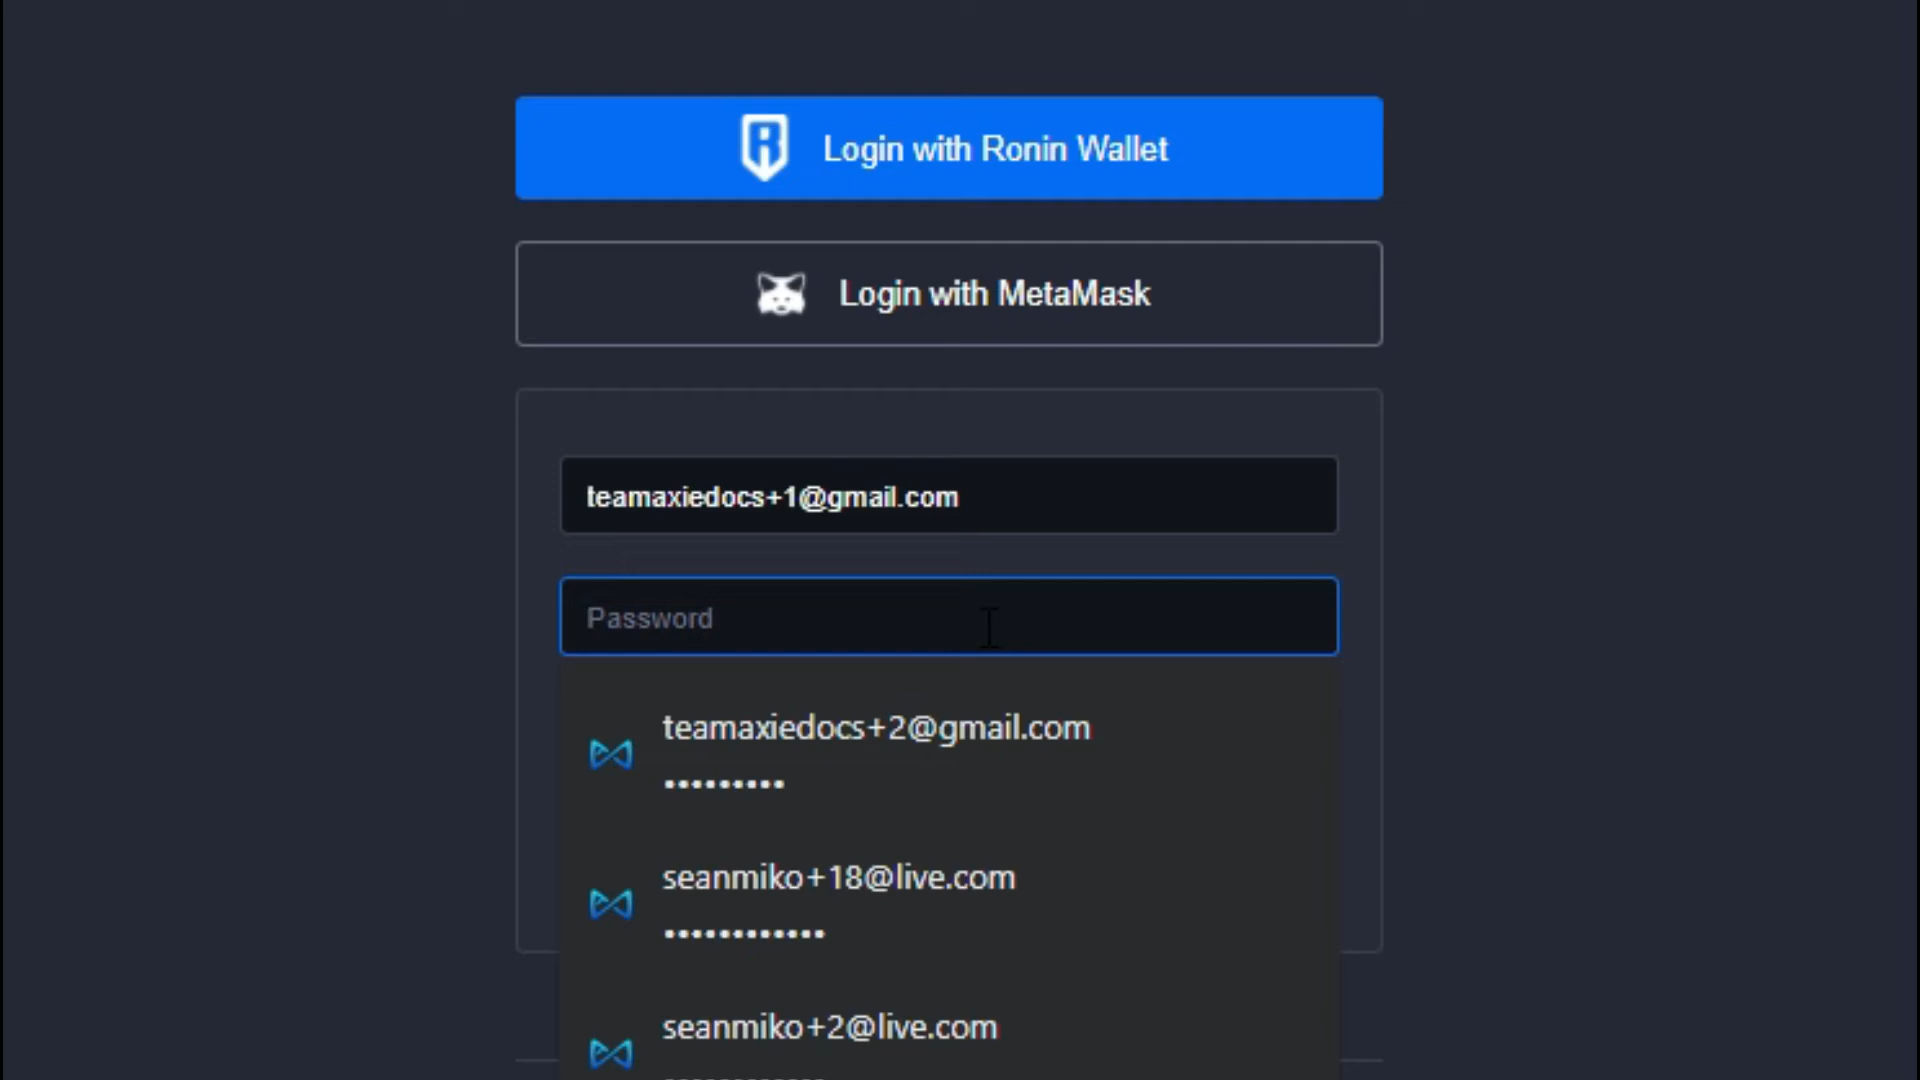 Login with Ronin Wallet
Login with MetaMask
teamaxiedocs+1@gmail.com
Password
teamaxiedocs+2@gmail.com
•••••••••
seanmiko+18@live.com
••••••••••••
seanmiko+2@live.com